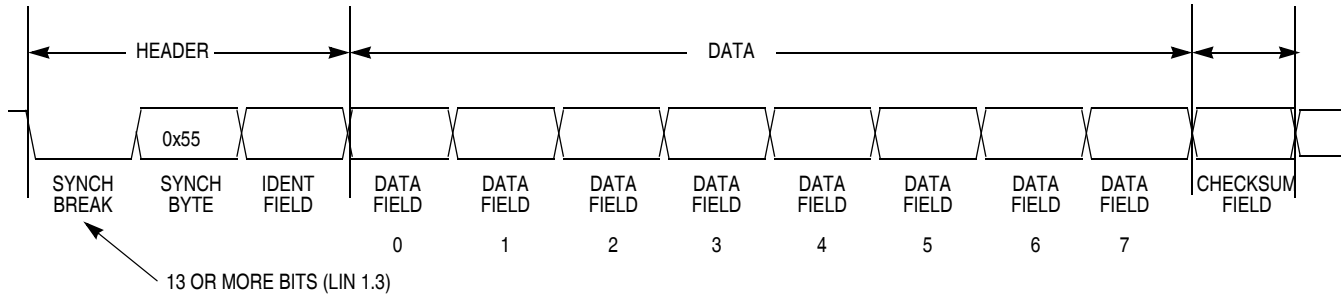 HEADER
DATA
0x55
SYNCH BREAK
SYNCH BYTE
IDENT FIELD
DATA FIELD 0
DATA FIELD 1
DATA FIELD 2
DATA FIELD 3
DATA FIELD 4
DATA FIELD 5
DATA FIELD 6
DATA FIELD 7
CHECKSUM FIELD
13 OR MORE BITS (LIN 1.3)